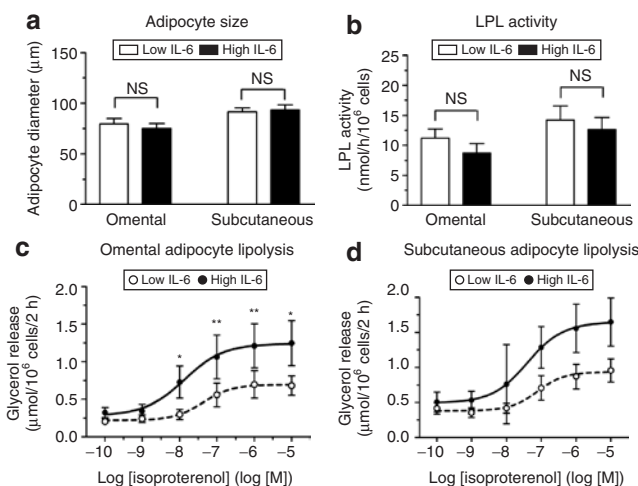 a Adipocyte size
Low IL-6 High IL-6
Adipocyte diameter (μm)
100
75
50
25
0
NS NS
Omental Subcutaneous
b LPL activity
Low IL-6 High IL-6
LPL activity
(nmol/h/10⁶ cells)
25
20
15
10
5
0
NS
NS
Omental Subcutaneous
c Omental adipocyte lipolysis
Low IL-6 High IL-6
Glycerol release
(μmol/10⁶ cells/2 h)
2.0
1.5
1.0
0.5
0.0
* ** ** *
−10 −9 −8 −7 −6 −5
Log [isoproterenol] (log [M])
d Subcutaneous adipocyte lipolysis
Low IL-6 High IL-6
Glycerol release
(μmol/10⁶ cells/2 h)
2.0
1.5
1.0
0.5
0.0
−10 −9 −8 −7 −6 −5
Log [isoproterenol] (log [M])